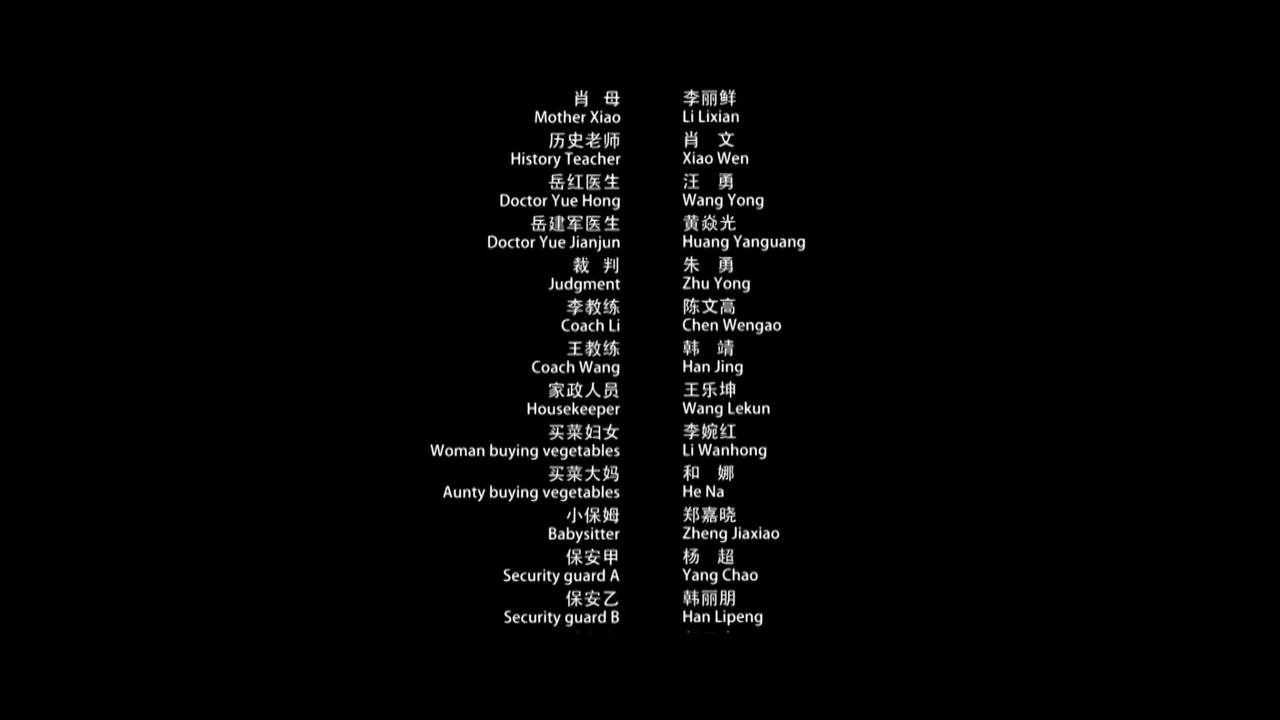 肖 母 李丽鲜
Mother Xiao Li Lixian
历史老师 肖 文
History Teacher Xiao Wen
岳红医生 汪 勇
Doctor Yue Hong Wang Yong
岳建军医生 黄焱光
Doctor Yue Jianjun Huang Yanguang
裁 判 朱 勇
Judgment Zhu Yong
李教练 陈文高
Coach Li Chen Wengao
王教练 韩 靖
Coach Wang Han Jing
家政人员 王乐坤
Housekeeper Wang Lekun
买菜妇女 李婉红
Woman buying vegetables Li Wanhong
买菜大妈 和 娜
Aunty buying vegetables He Na
小保姆 郑嘉晓
Babysitter Zheng Jiaxiao
保安甲 杨 超
Security guard A Yang Chao
保安乙 韩丽朋
Security guard B Han Lipeng